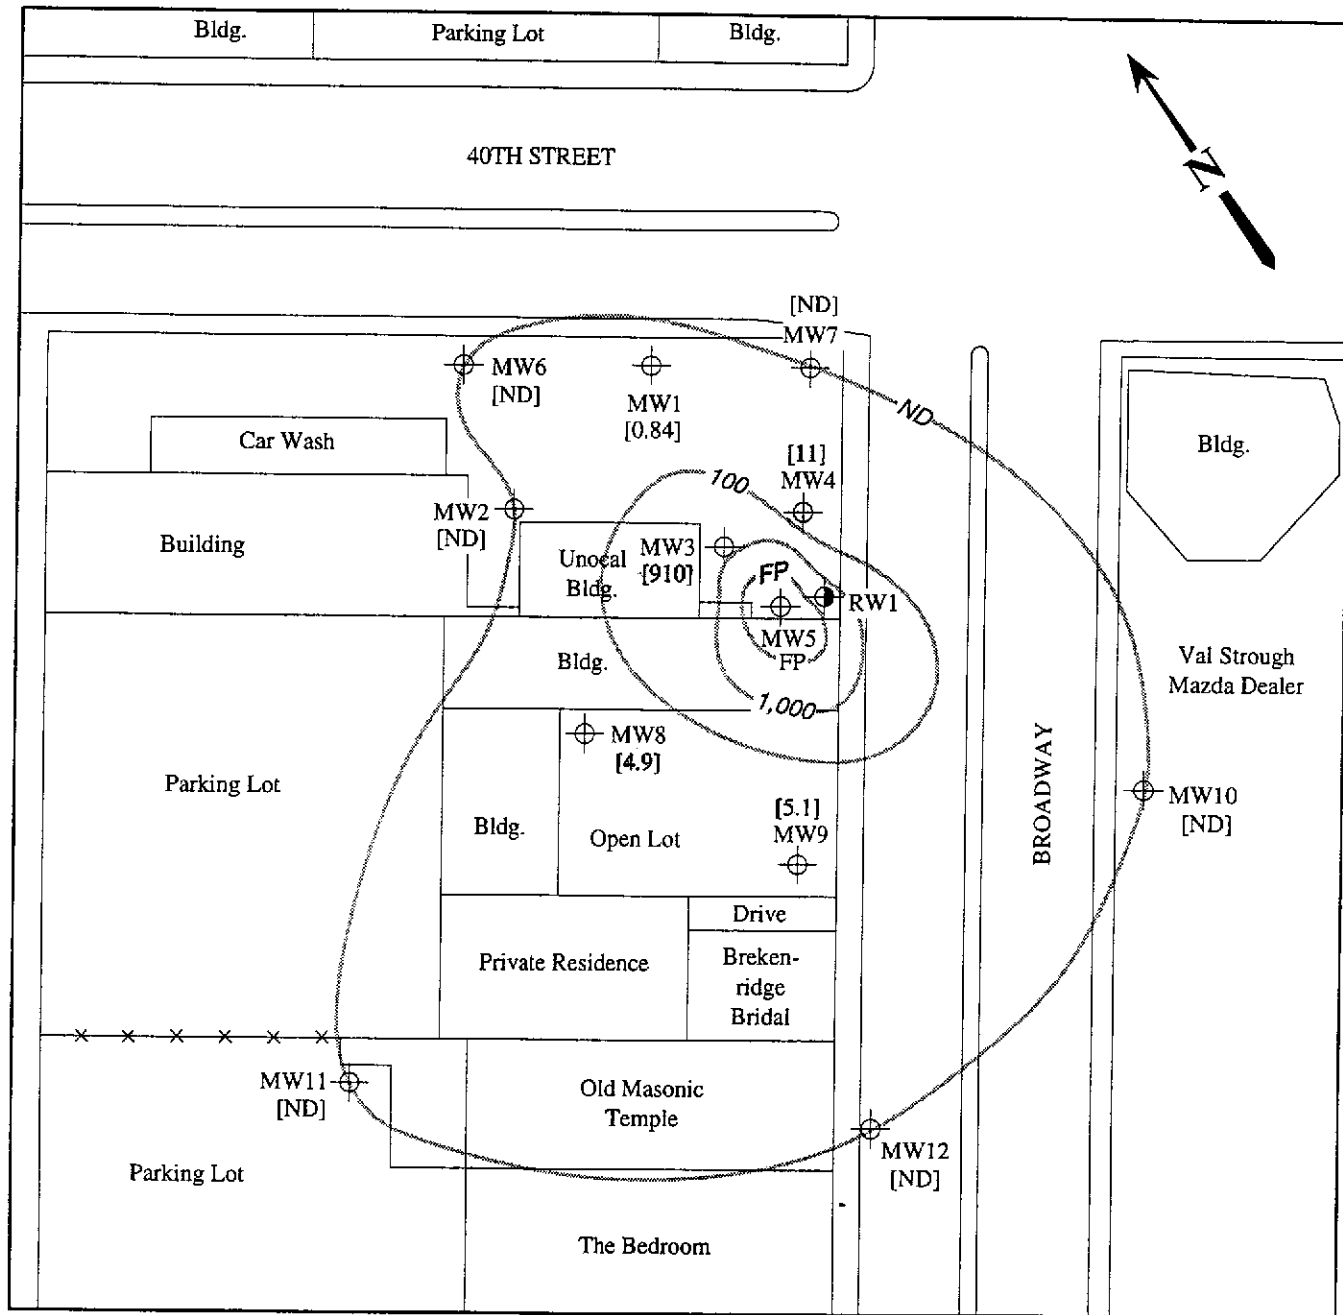 Bldg.
Parking Lot
Bldg.
N
40TH STREET
[ND]
MW7
MW6
[ND]
MW1
[0.84]
ND
Car Wash
Bldg.
100
[11]
MW4
MW2
[ND]
Building
Unocal
Bldg.
MW3
[910]
FP
RW1
MW5
FP
Bldg.
Val Strough
Mazda Dealer
1,000
MW8
[4.9]
Parking Lot
BROADWAY
MW10
[ND]
[5.1]
MW9
Bldg.
Open Lot
Drive
Private Residence
Breken-
ridge
Bridal
MW11
[ND]
Old Masonic
Temple
MW12
[ND]
Parking Lot
The Bedroom